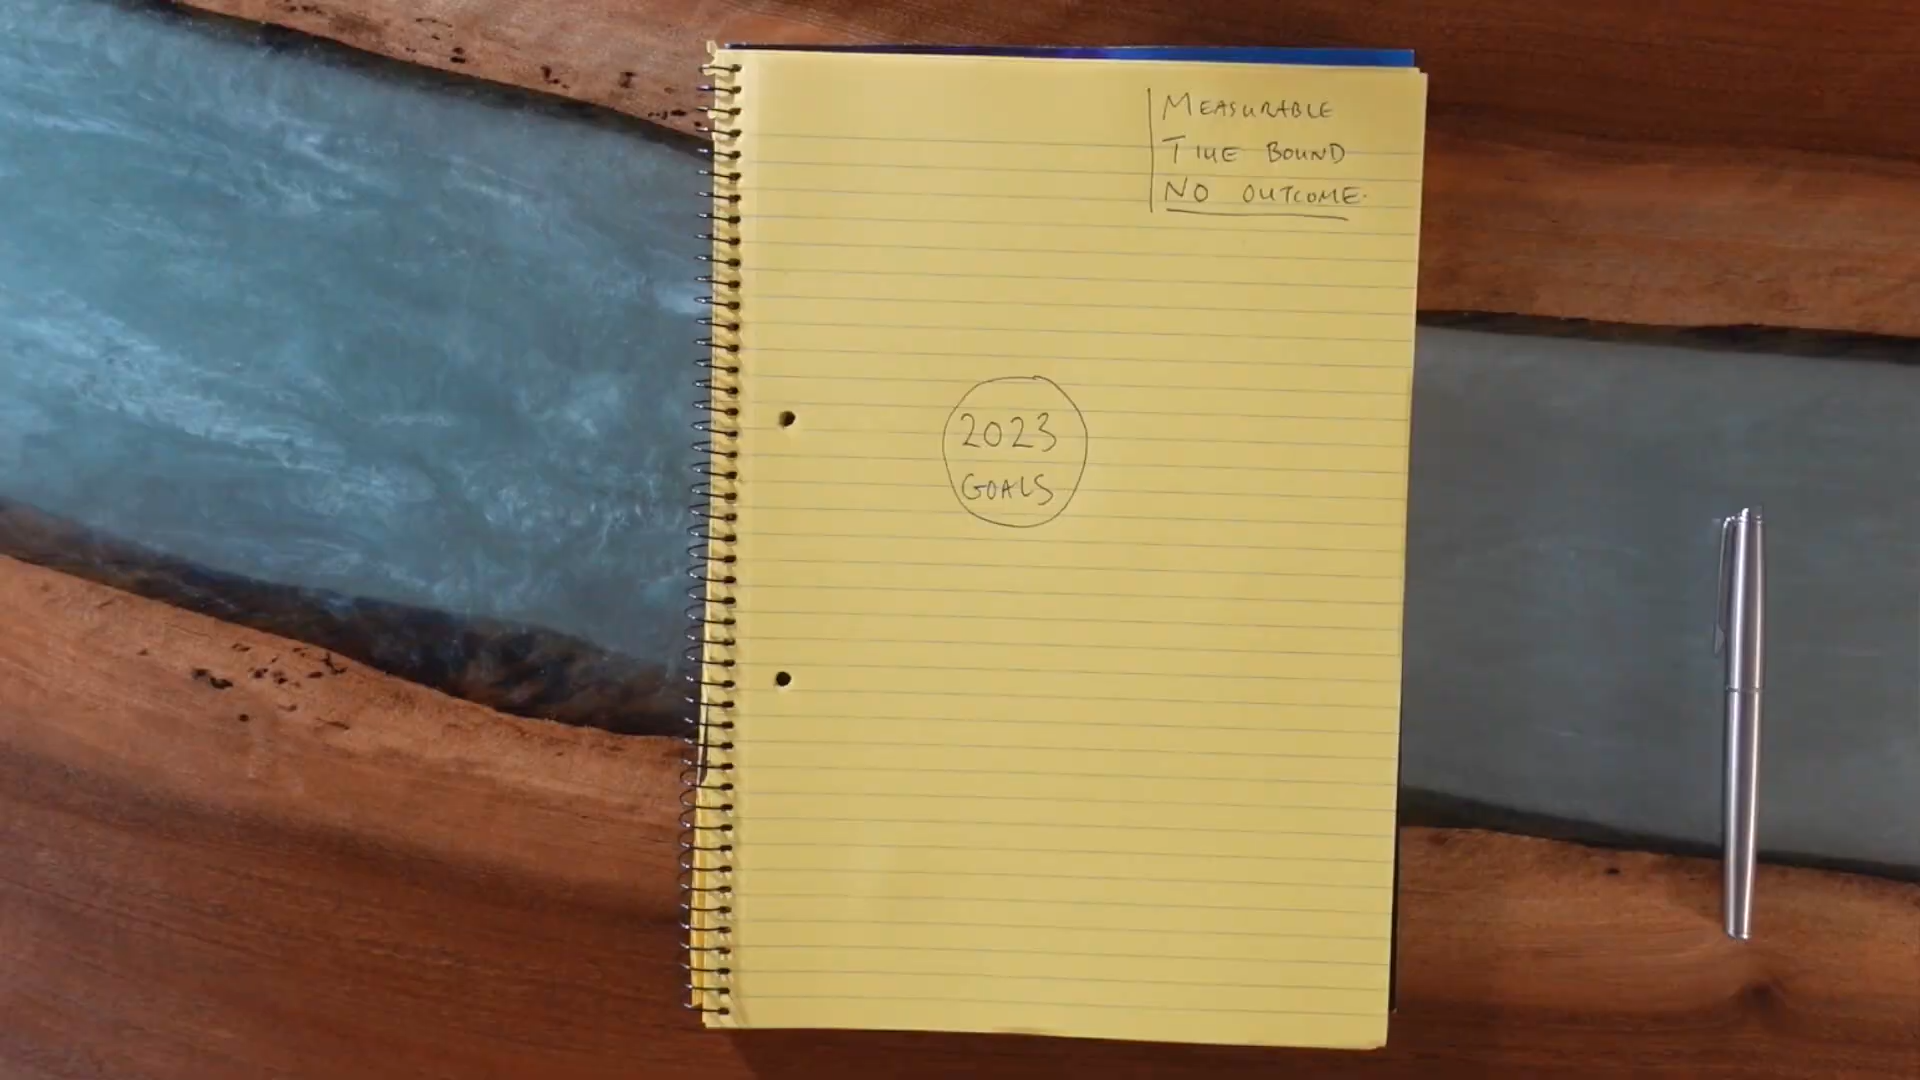 MEASURABLE
TIME BOUND
NO OUTCOME.
2023
GOALS